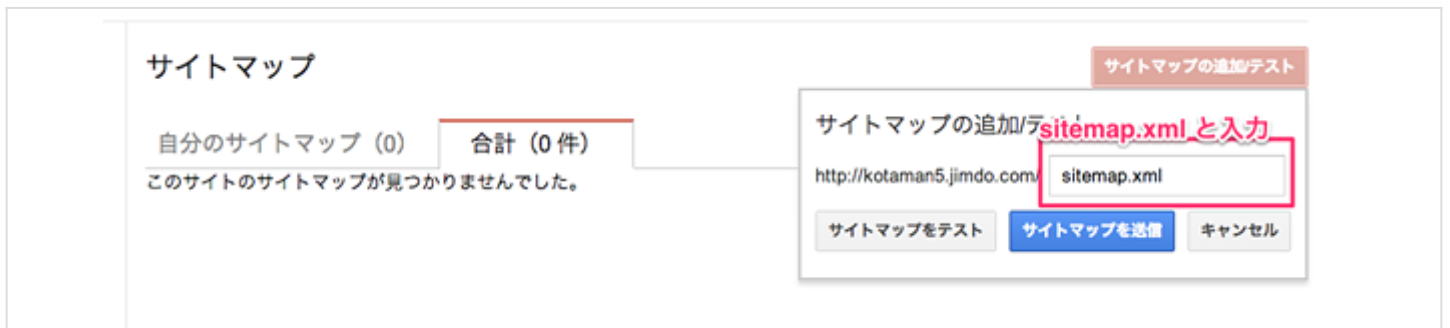 サイトマップ
サイトマップの追加/テスト
自分のサイトマップ（0）
合計（0 件）
このサイトのサイトマップが見つかりませんでした。
サイトマップの追加/テ
sitemap.xml と入力
http://kotaman5.jimdo.com/
sitemap.xml
サイトマップをテスト
サイトマップを送信
キャンセル